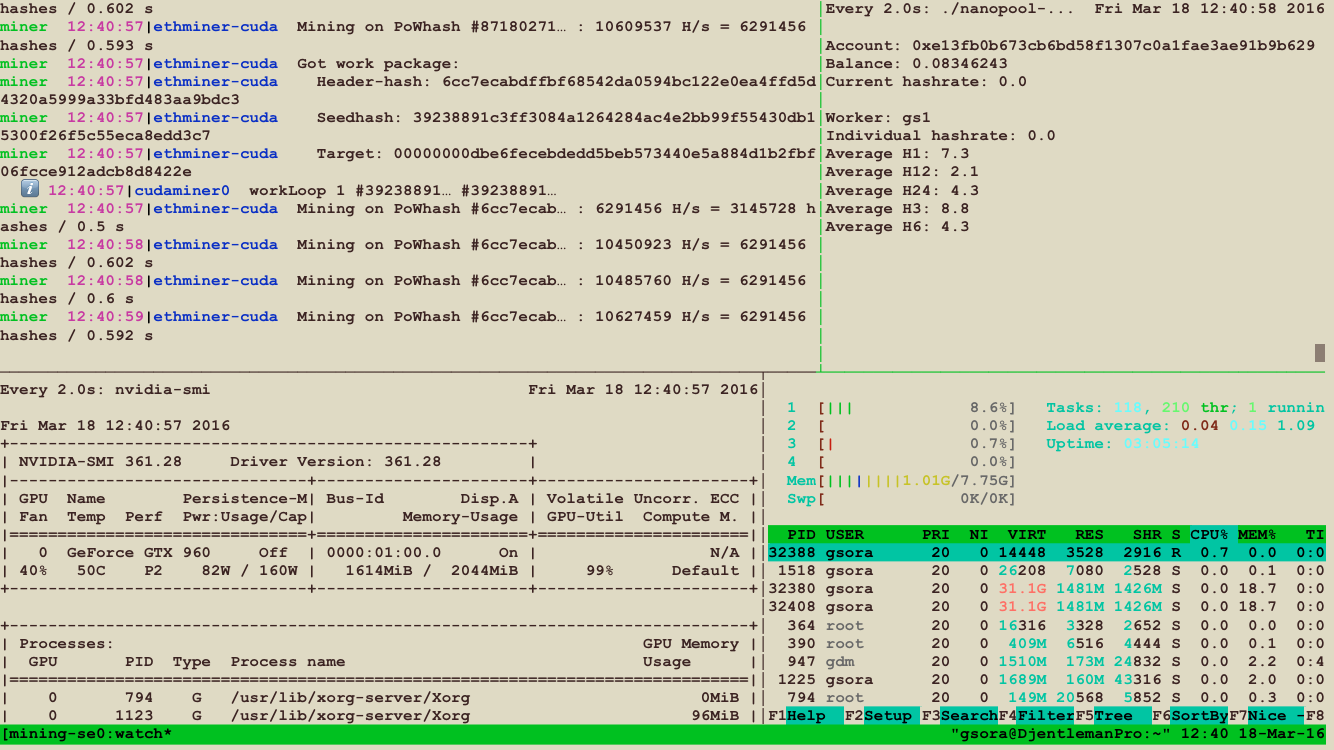 hashes / 0.602 s
miner 12:40:57|ethminer-cuda Mining on PoWhash #87180271… : 10609537 H/s = 6291456
hashes / 0.593 s
miner 12:40:57|ethminer-cuda Got work package:
miner 12:40:57|ethminer-cuda Header-hash: 6cc7ecabdffbf68542da0594bc122e0ea4ffd5d
4320a5999a33bfd483aa9bdc3
miner 12:40:57|ethminer-cuda Seedhash: 39238891c3ff3084a1264284ac4e2bb99f55430db1
5300f26f5c55eca8edd3c7
miner 12:40:57|ethminer-cuda Target: 00000000dbe6fecebdedd5beb573440e5a884d1b2fbf
06fcce912adcb8d8422e
i 12:40:57|cudaminer0 workLoop 1 #39238891… #39238891…
miner 12:40:57|ethminer-cuda Mining on PoWhash #6cc7ecab… : 6291456 H/s = 3145728 h
ashes / 0.5 s
miner 12:40:58|ethminer-cuda Mining on PoWhash #6cc7ecab… : 10450923 H/s = 6291456
hashes / 0.602 s
miner 12:40:58|ethminer-cuda Mining on PoWhash #6cc7ecab… : 10485760 H/s = 6291456
hashes / 0.6 s
miner 12:40:59|ethminer-cuda Mining on PoWhash #6cc7ecab… : 10627459 H/s = 6291456
hashes / 0.592 s
Every 2.0s: ./nanopool-... Fri Mar 18 12:40:58 2016
Account: 0xe13fb0b673cb6bd58f1307c0a1fae3ae91b9b629
Balance: 0.08346243
Current hashrate: 0.0
Worker: gs1
Individual hashrate: 0.0
Average H1: 7.3
Average H12: 2.1
Average H24: 4.3
Average H3: 8.8
Average H6: 4.3
Every 2.0s: nvidia-smi Fri Mar 18 12:40:57 2016
Fri Mar 18 12:40:57 2016
+------------------------------------------------------+
| NVIDIA-SMI 361.28 Driver Version: 361.28 |
|-------------------------------+----------------------+----------------------+
| GPU Name Persistence-M| Bus-Id Disp.A | Volatile Uncorr. ECC |
| Fan Temp Perf Pwr:Usage/Cap| Memory-Usage | GPU-Util Compute M. |
|===============================+======================+======================|
| 0 GeForce GTX 960 Off | 0000:01:00.0 On | N/A |
| 40% 50C P2 82W / 160W | 1614MiB / 2044MiB | 99% Default |
+-------------------------------+----------------------+----------------------+
+-----------------------------------------------------------------------------+
| Processes: GPU Memory |
| GPU PID Type Process name Usage |
|=============================================================================|
| 0 794 G /usr/lib/xorg-server/Xorg 0MiB |
| 0 1123 G /usr/lib/xorg-server/Xorg 96MiB |
1 [||| 8.6%] Tasks: 118, 210 thr; 1 runnin
2 [ 0.0%] Load average: 0.04 0.15 1.09
3 [| 0.7%] Uptime: 03:05:14
4 [ 0.0%]
Mem[||||||||1.01G/7.75G]
Swp[ 0K/0K]
PID USER PRI NI VIRT RES SHR S CPU% MEM% TI
32388 gsora 20 0 14448 3528 2916 R 0.7 0.0 0:0
1518 gsora 20 0 26208 7080 2528 S 0.0 0.1 0:0
32380 gsora 20 0 31.1G 1481M 1426M S 0.0 18.7 0:0
32408 gsora 20 0 31.1G 1481M 1426M S 0.0 18.7 0:0
364 root 20 0 16316 3328 2652 S 0.0 0.0 0:0
390 root 20 0 409M 6516 4444 S 0.0 0.1 0:0
947 gdm 20 0 1510M 173M 24832 S 0.0 2.2 0:4
1225 gsora 20 0 1689M 160M 43316 S 0.0 2.0 0:0
794 root 20 0 149M 20568 5852 S 0.0 0.3 0:0
F1Help F2Setup F3SearchF4FilterF5Tree F6SortByF7Nice -F8
[mining-se0:watch* "gsora@DjentlemanPro:~" 12:40 18-Mar-16